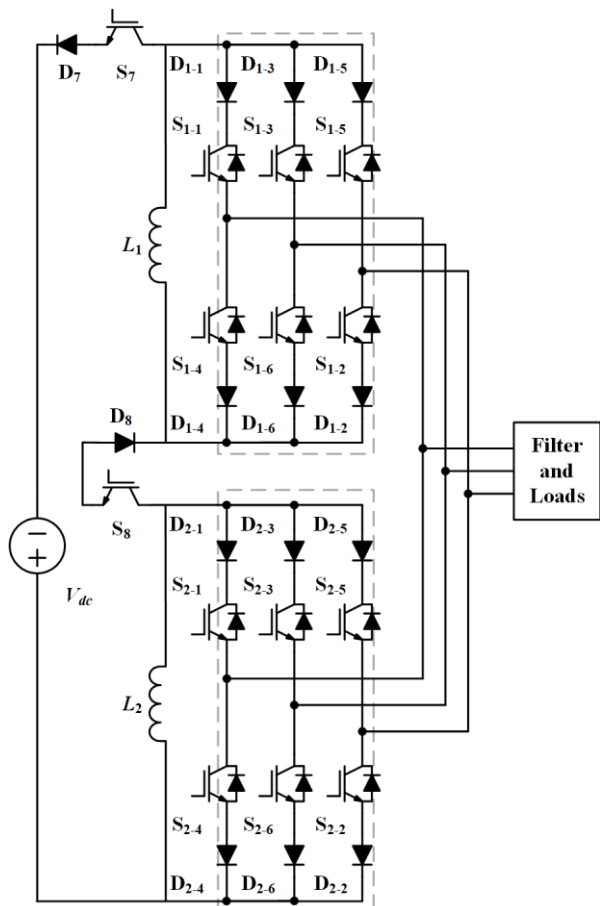 D7 S7 D1-1 D1-3 D1-5
S1-1 S1-3 S1-5
L1
S1-4 S1-6 S1-2
D8 D1-4 D1-6 D1-2
Filter
and
Loads
S8 D2-1 D2-3 D2-5
− +
Vdc
S2-1 S2-3 S2-5
L2
S2-4 S2-6 S2-2
D2-4 D2-6 D2-2